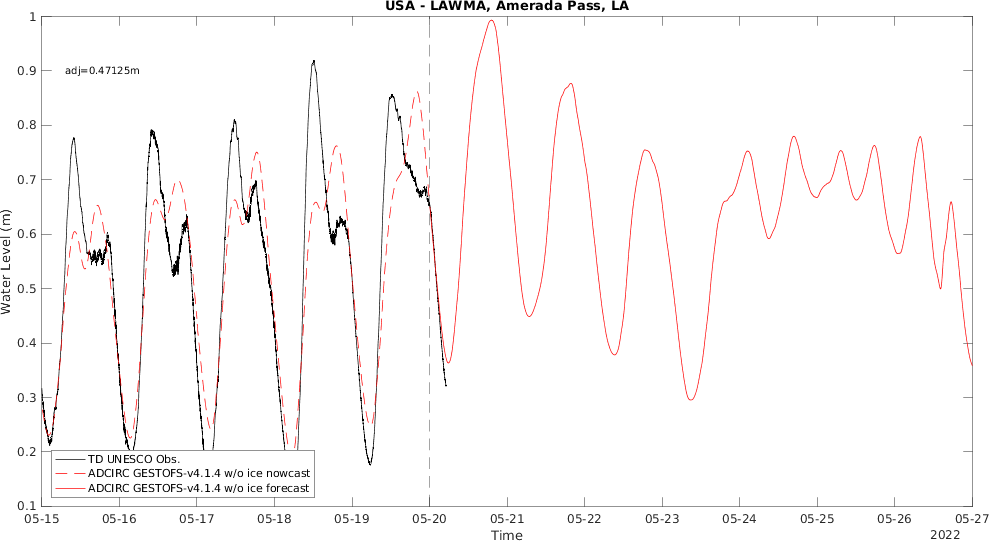 USA - LAWMA, Amerada Pass, LA
adj=0.47125m
Water Level (m)
1
0.9
0.8
0.7
0.6
0.5
0.4
0.3
0.2
0.1
TD UNESCO Obs.
ADCIRC GESTOFS-v4.1.4 w/o ice nowcast
ADCIRC GESTOFS-v4.1.4 w/o ice forecast
05-15 05-16 05-17 05-18 05-19 05-20 05-21 05-22 05-23 05-24 05-25 05-26 05-27
Time
2022